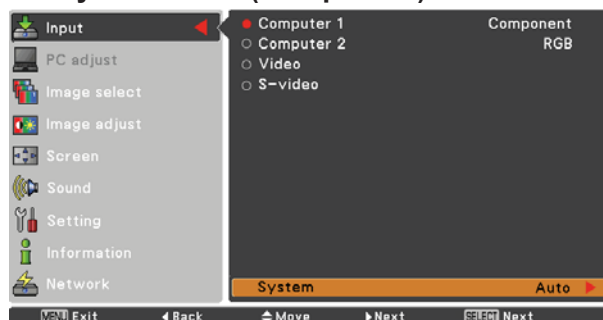 Input
PC adjust
Image select
Image adjust
Screen
Sound
Setting
Information
Network
Computer 1 Component
Computer 2 RGB
Video
S-video
System Auto
MENU Exit Back Move Next SELECT Next